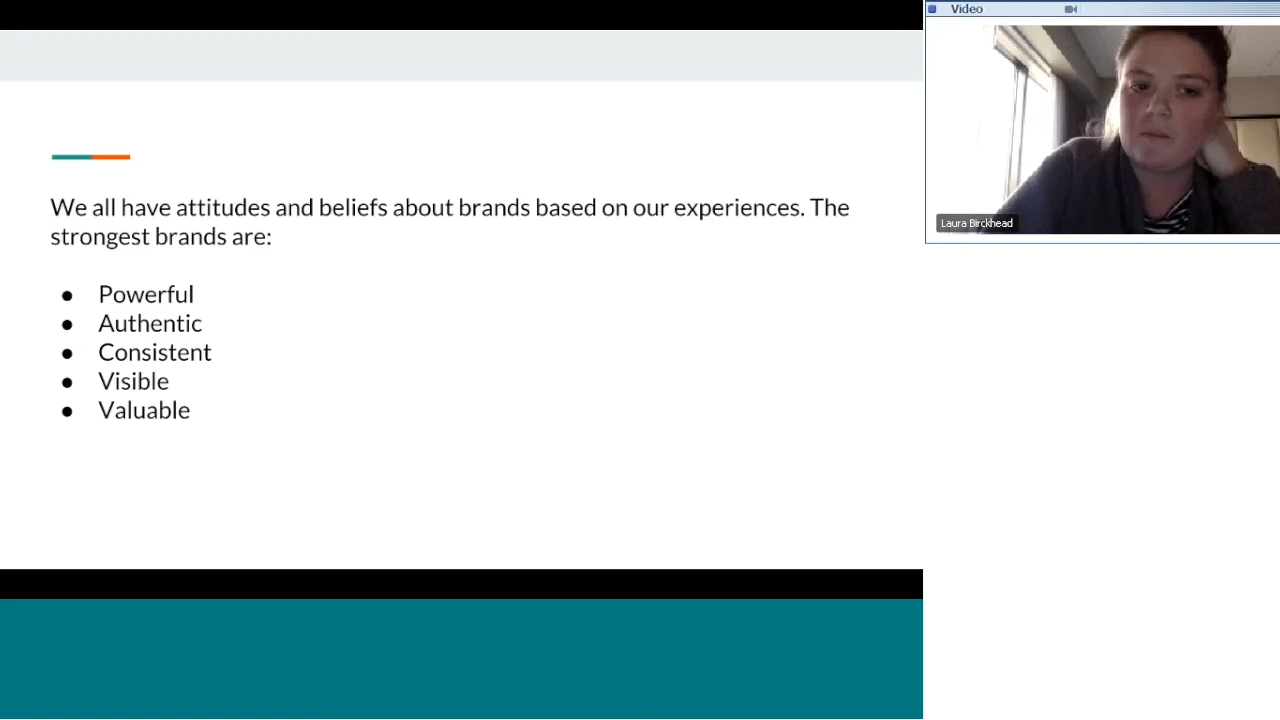 Video
Laura Birckhead
We all have attitudes and beliefs about brands based on our experiences. The
strongest brands are:
● Powerful
● Authentic
● Consistent
● Visible
● Valuable